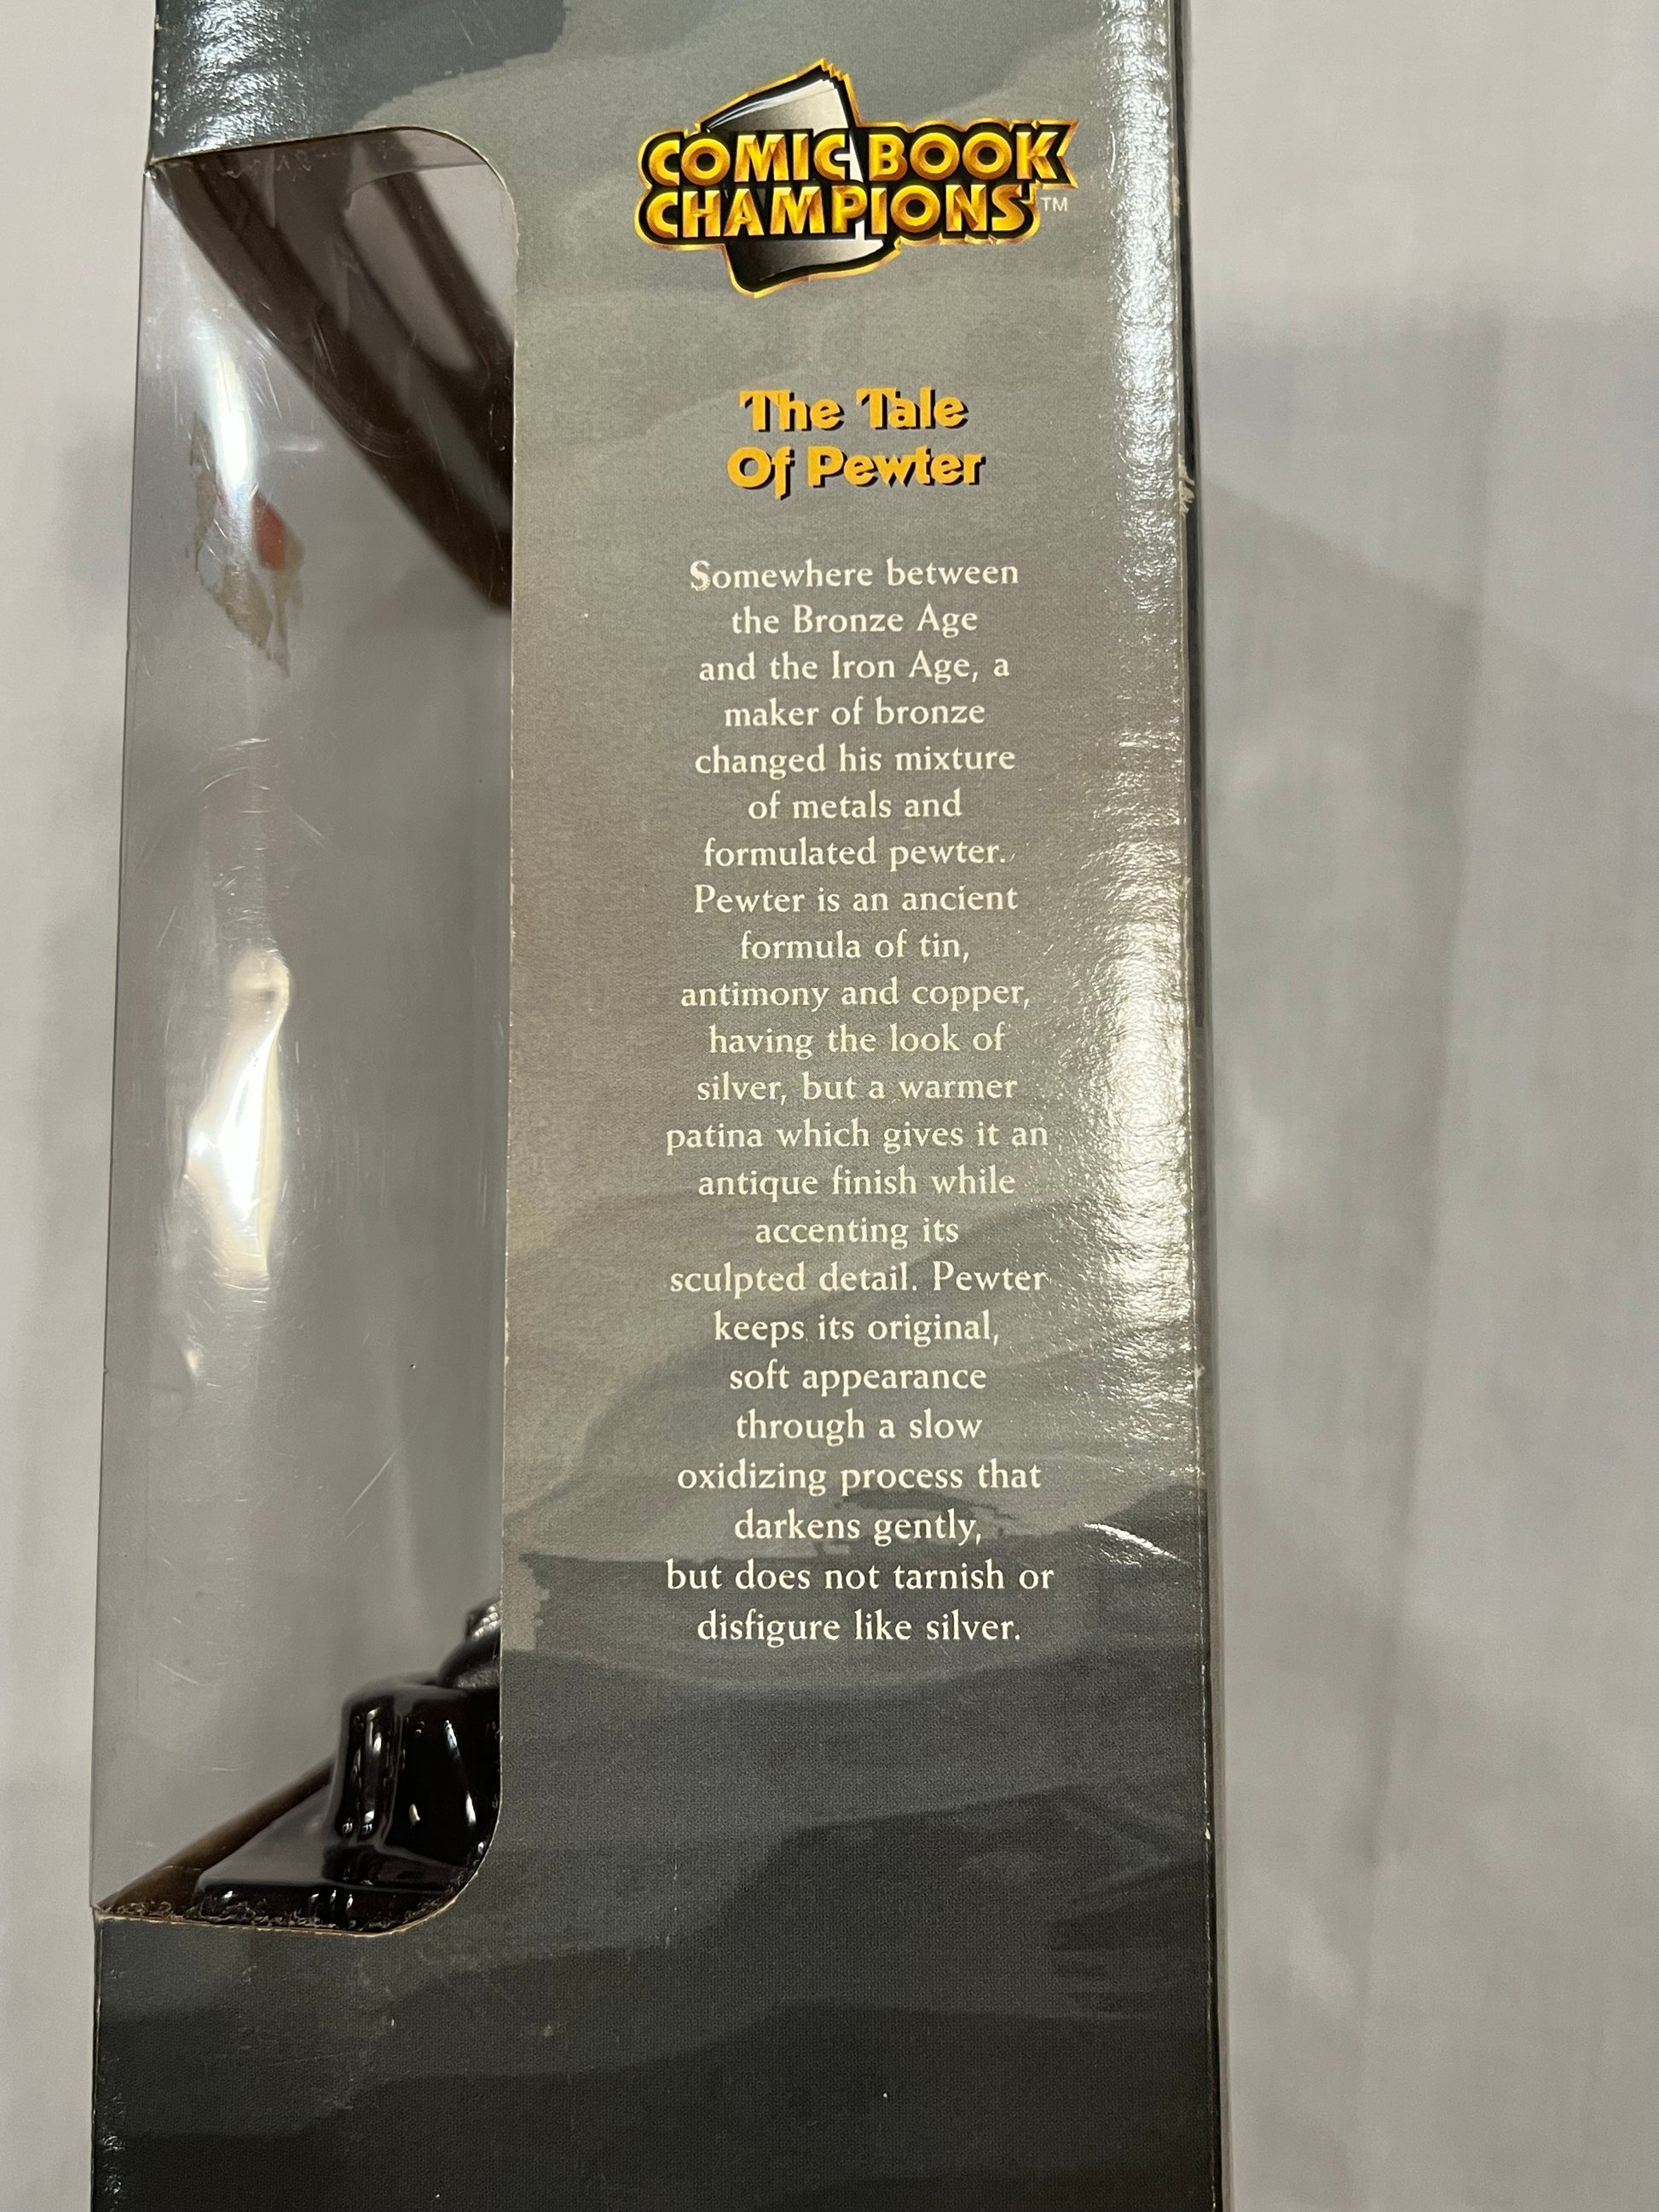 COMIC BOOK
CHAMPIONS™
The Tale
Of Pewter
Somewhere between
the Bronze Age
and the Iron Age, a
maker of bronze
changed his mixture
of metals and
formulated pewter.
Pewter is an ancient
formula of tin,
antimony and copper,
having the look of
silver, but a warmer
patina which gives it an
antique finish while
accenting its
sculpted detail. Pewter
keeps its original,
soft appearance
through a slow
oxidizing process that
darkens gently,
but does not tarnish or
disfigure like silver.